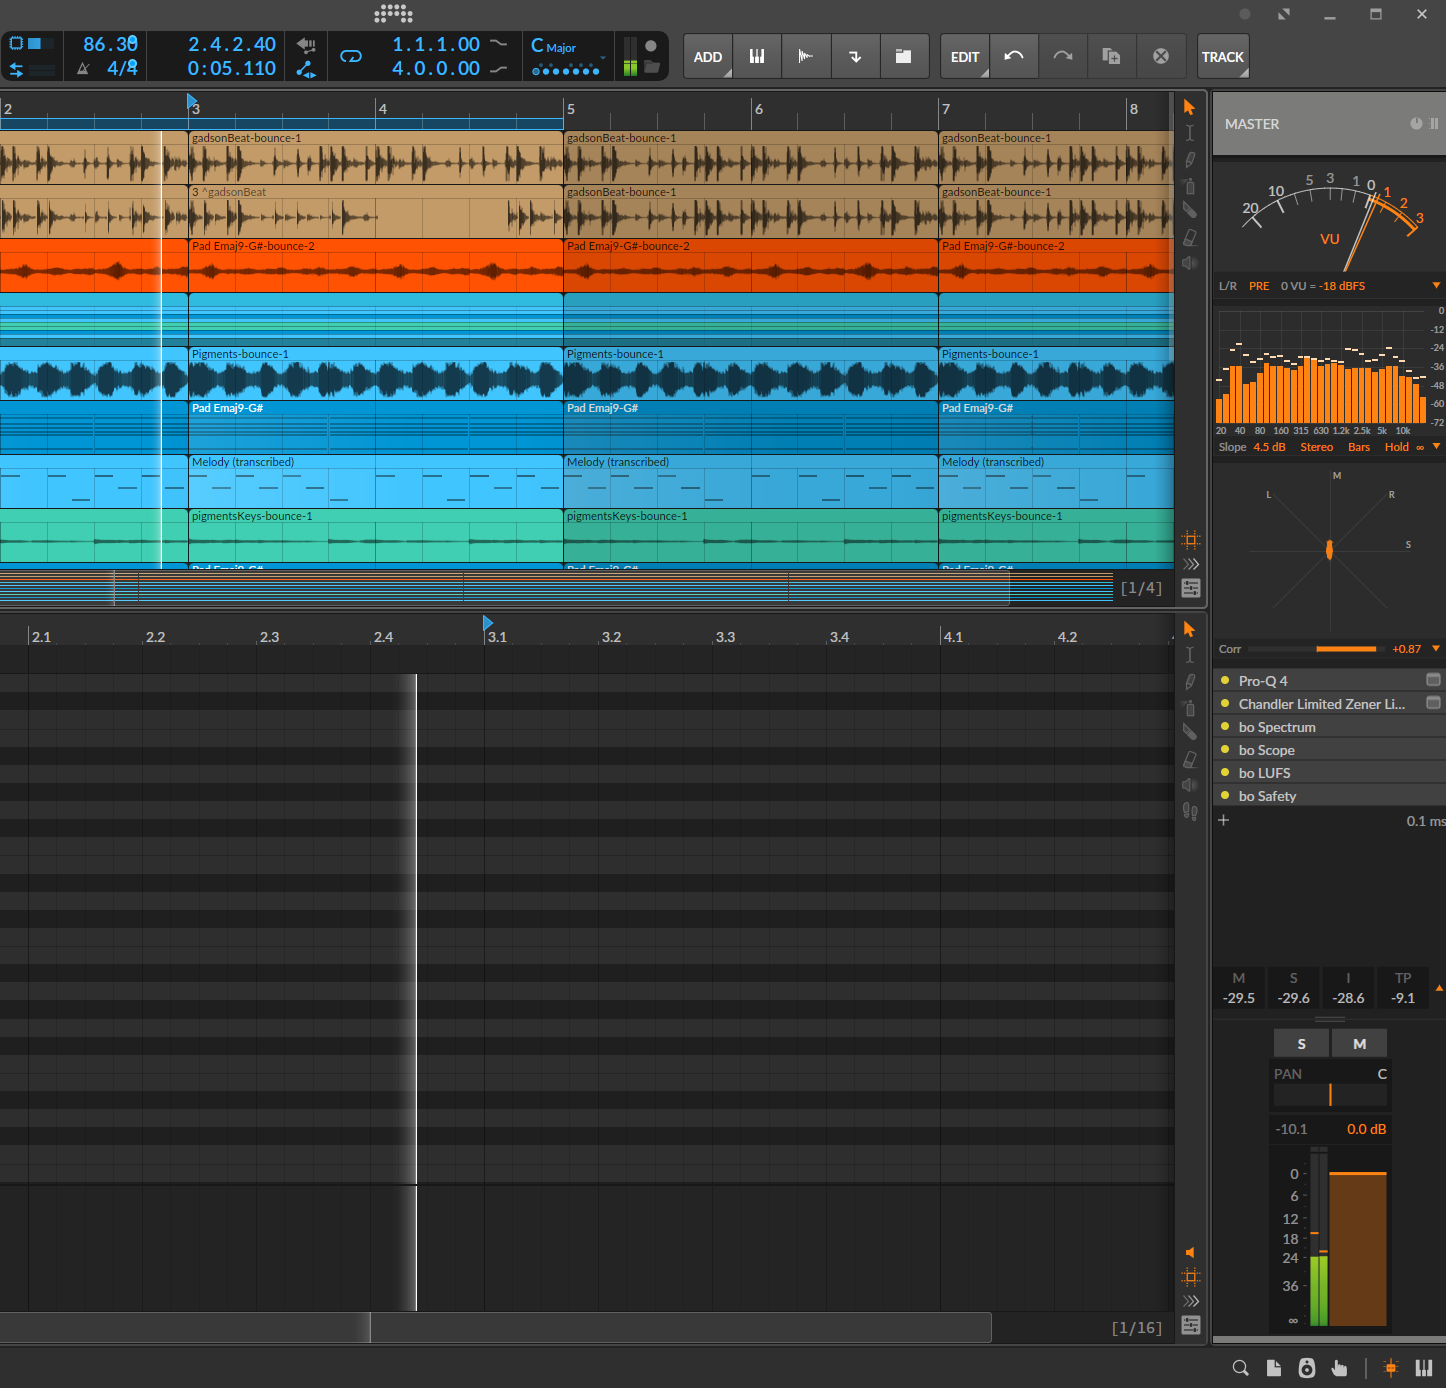 86.30
4/4
2.4.2.40
0:05.110
1.1.1.00
4.0.0.00
C Major
ADD
EDIT
TRACK
2 3 4 5 6 7 8
gadsonBeat-bounce-1 gadsonBeat-bounce-1 gadsonBeat-bounce-1
3 ^gadsonBeat gadsonBeat-bounce-1 gadsonBeat-bounce-1
Pad Emaj9-G#-bounce-2 Pad Emaj9-G#-bounce-2 Pad Emaj9-G#-bounce-2
Pigments-bounce-1 Pigments-bounce-1 Pigments-bounce-1
Pad Emaj9-G# Pad Emaj9-G# Pad Emaj9-G#
Melody (transcribed) Melody (transcribed) Melody (transcribed)
pigmentsKeys-bounce-1 pigmentsKeys-bounce-1 pigmentsKeys-bounce-1
[1/4]
2.1 2.2 2.3 2.4 3.1 3.2 3.3 3.4 4.1 4.2
[1/16]
MASTER
20 10 5 3 1 0 1 2 3
VU
L/R PRE 0 VU = -18 dBFS
0
-12
-24
-36
-48
-60
-72
20 40 80 160 315 630 1.2k 2.5k 5k 10k
Slope 4.5 dB Stereo Bars Hold ∞
M
L R
S
Corr +0.87
Pro-Q 4
Chandler Limited Zener Li...
bo Spectrum
bo Scope
bo LUFS
bo Safety
+ 0.1 ms
M S I TP
-29.5 -29.6 -28.6 -9.1
S M
PAN C
-10.1 0.0 dB
0
6
12
18
24
36
∞